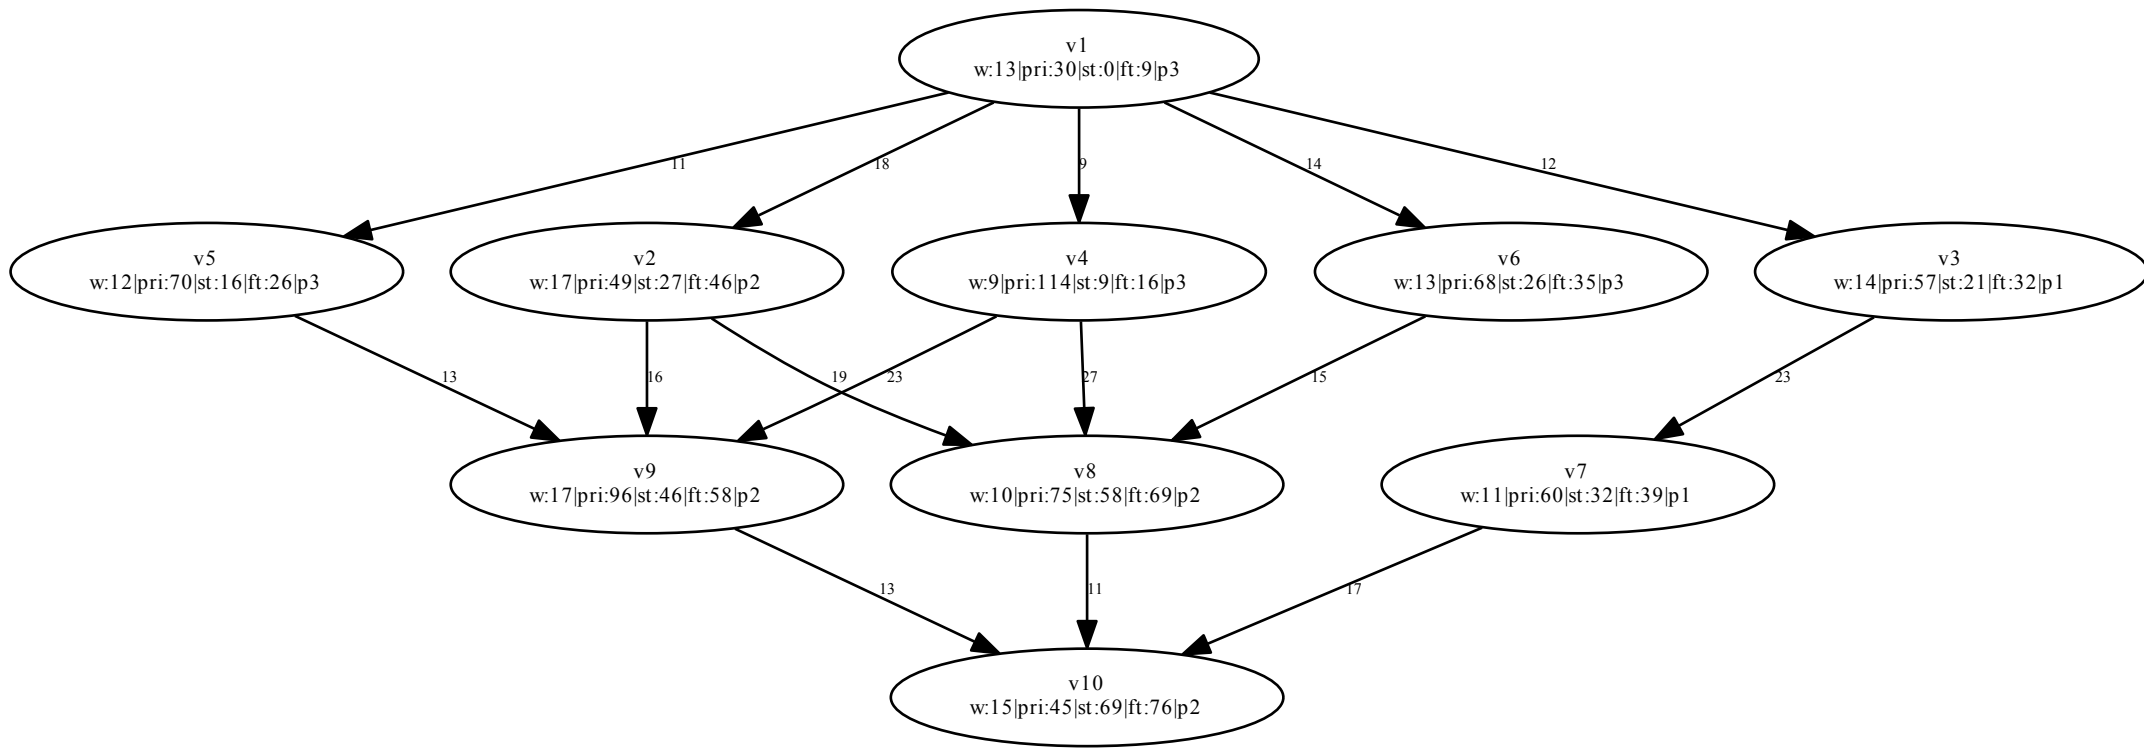 v1
w:13|pri:30|st:0|ft:9|p3
11
18
9
14
12
v5
w:12|pri:70|st:16|ft:26|p3
v2
w:17|pri:49|st:27|ft:46|p2
v4
w:9|pri:114|st:9|ft:16|p3
v6
w:13|pri:68|st:26|ft:35|p3
v3
w:14|pri:57|st:21|ft:32|p1
13
16
19
23
27
15
23
v9
w:17|pri:96|st:46|ft:58|p2
v8
w:10|pri:75|st:58|ft:69|p2
v7
w:11|pri:60|st:32|ft:39|p1
13
11
17
v10
w:15|pri:45|st:69|ft:76|p2